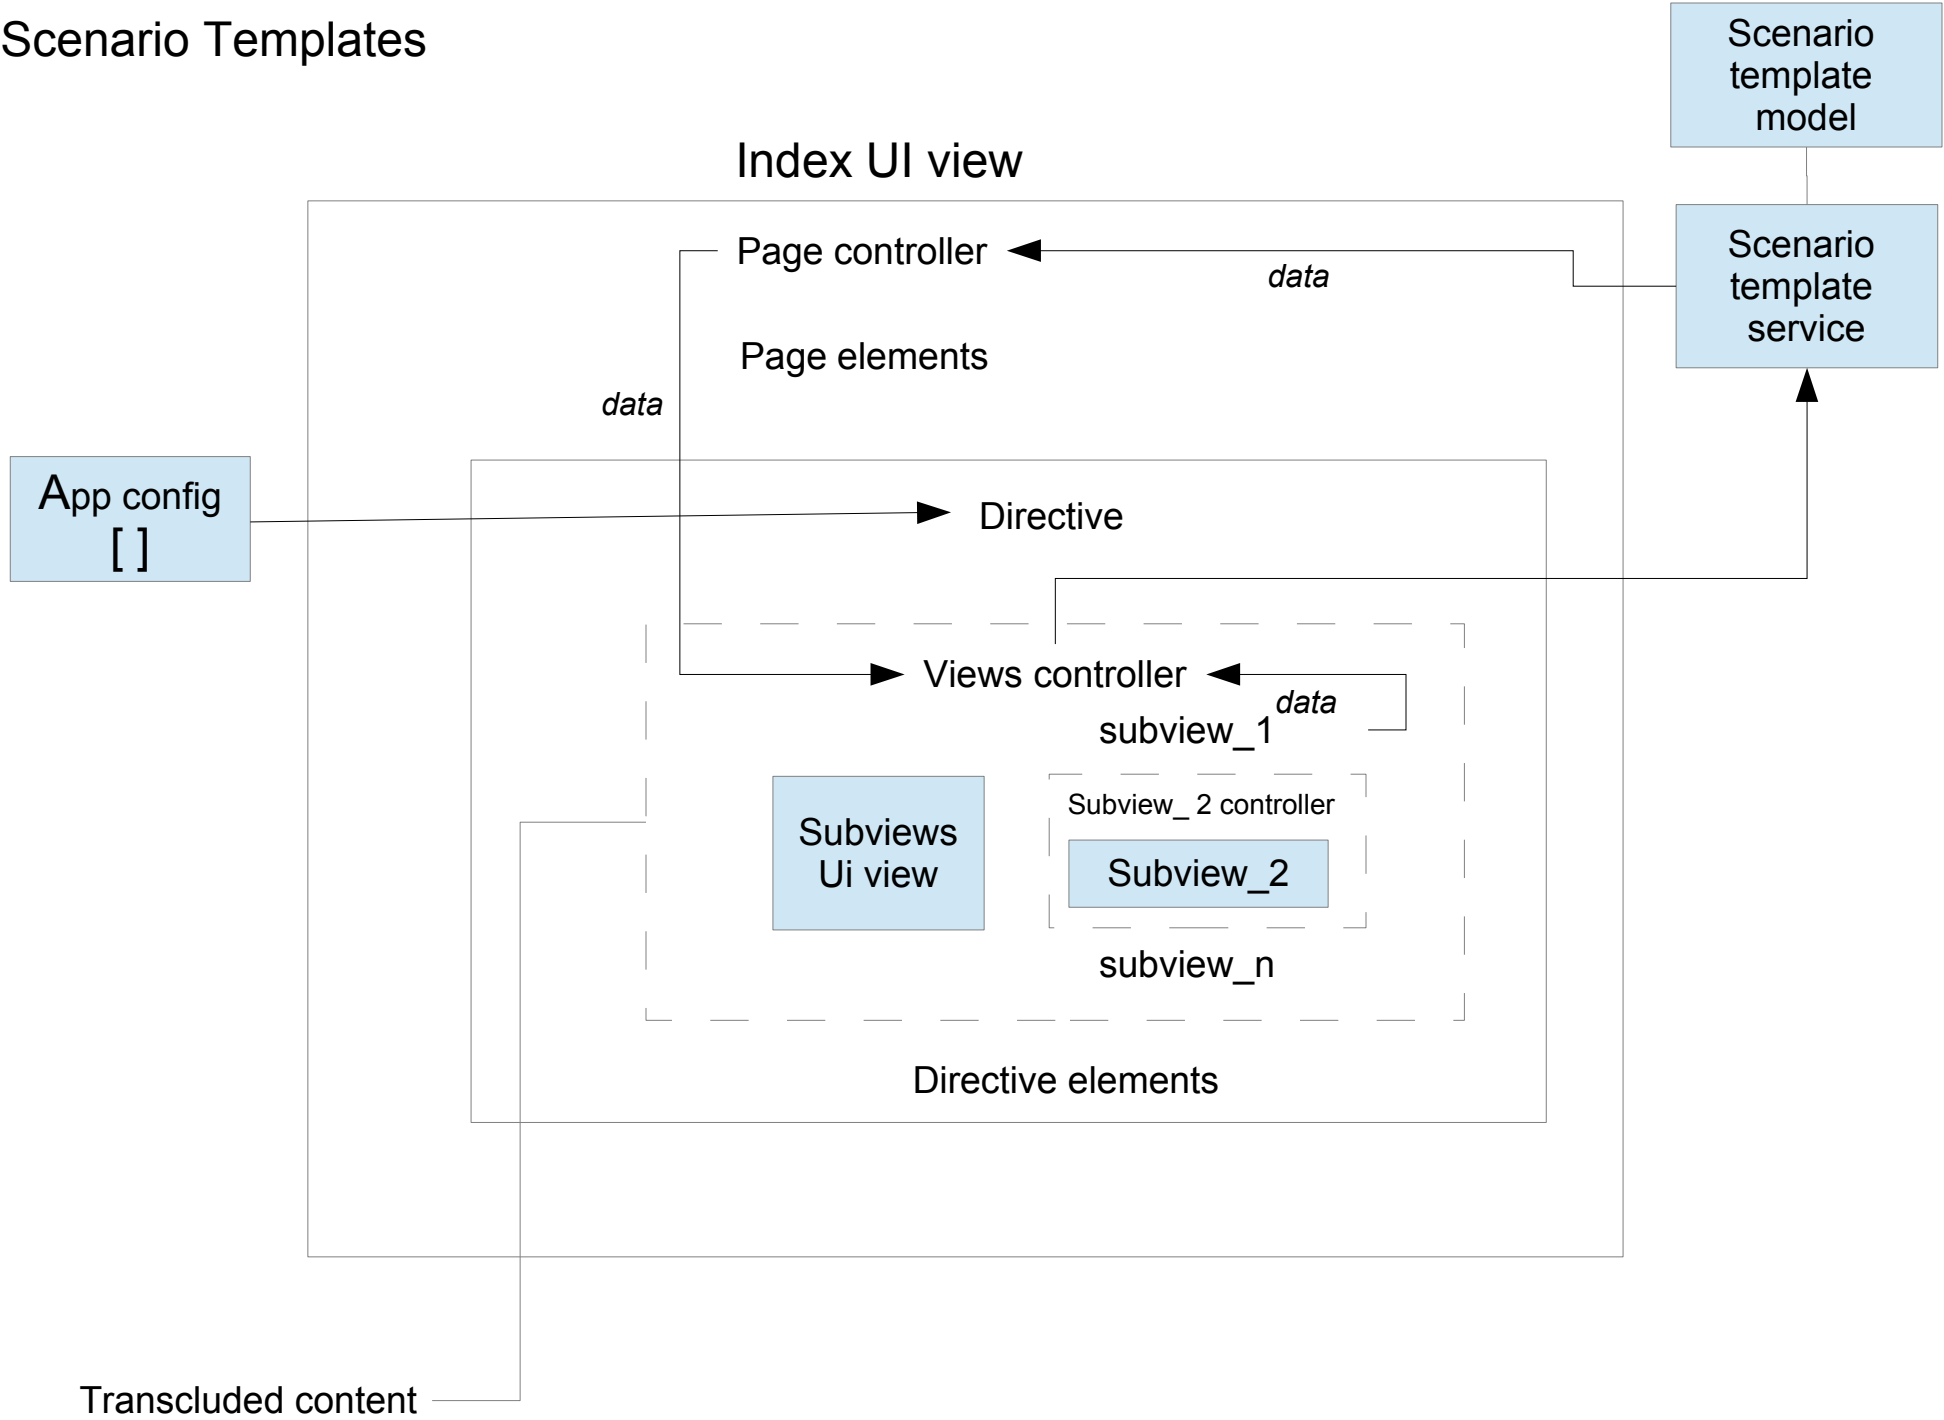 Scenario Templates
Scenario
template
model
Index UI view
Page controller
data
Scenario
template
service
Page elements
data
App config
[ ]
Directive
Views controller
data
subview_1
Subview_ 2 controller
Subviews
Ui view
Subview_2
subview_n
Directive elements
Transcluded content